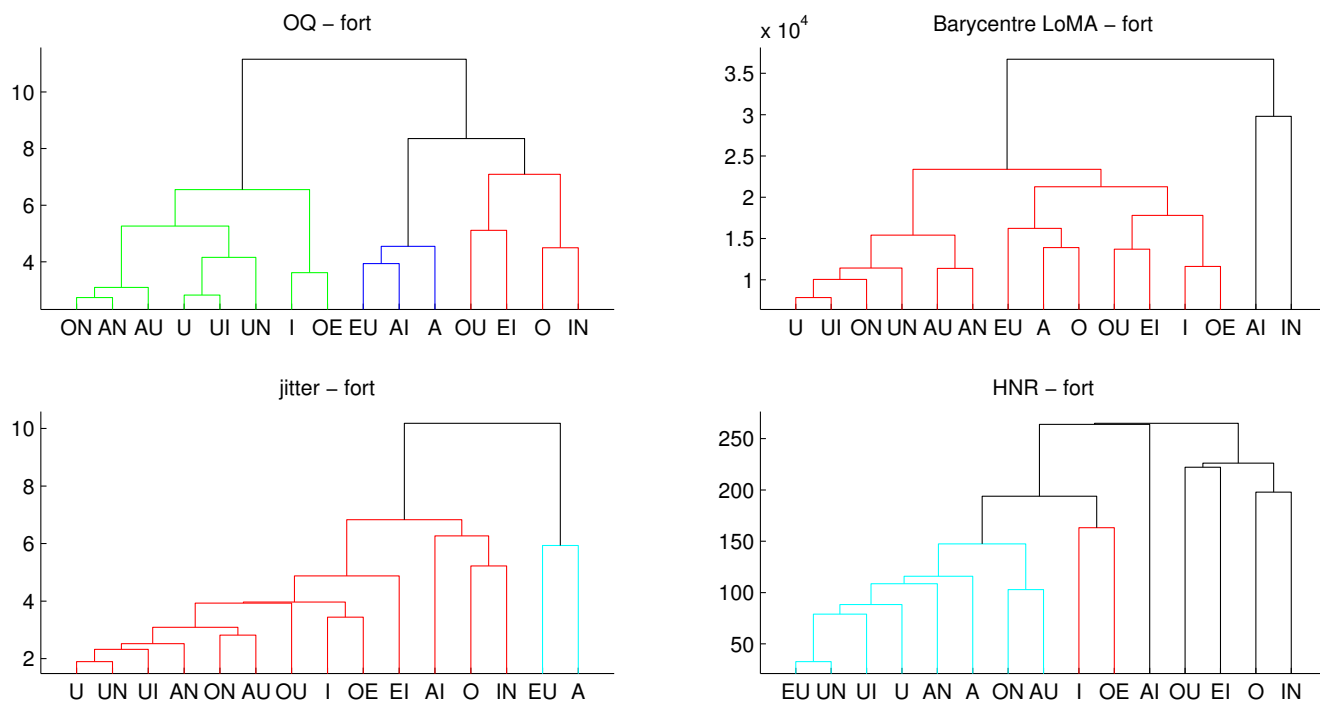 OQ – fort
10
8
6
4
ON AN AU U UI UN I OE EU AI A OU EI O IN
Barycentre LoMA – fort
x 10^4
3.5
3
2.5
2
1.5
1
U UI ON UN AU AN EU A O OU EI I OE AI IN
jitter – fort
10
8
6
4
2
U UN UI AN ON AU OU I OE EI AI O IN EU A
HNR – fort
250
200
150
100
50
EU UN UI U AN A ON AU I OE AI OU EI O IN